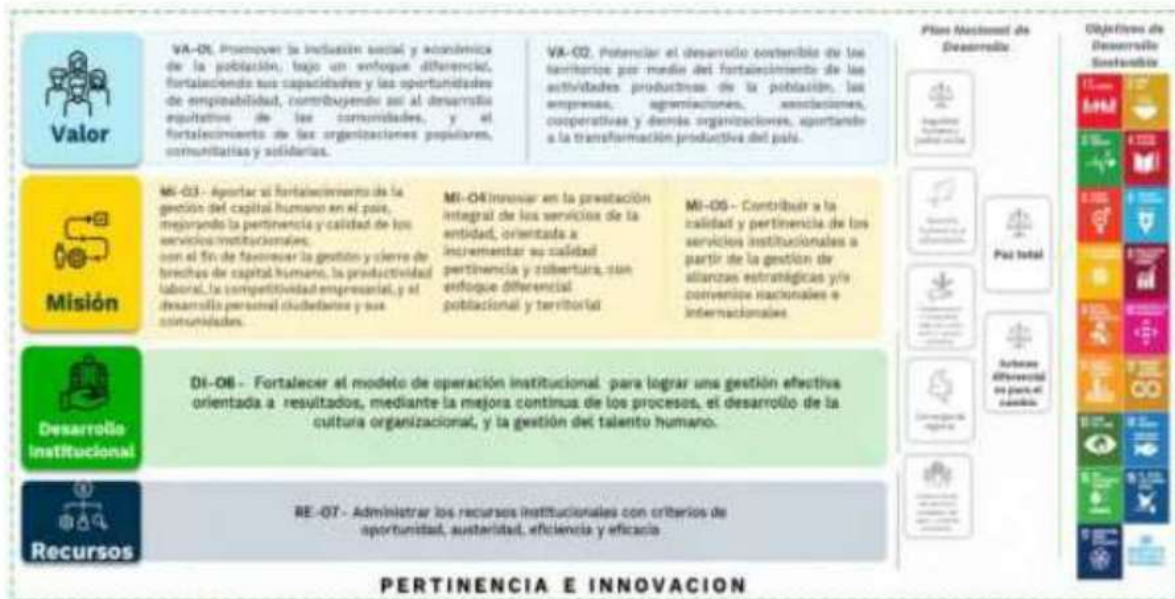 Valor
VA-01. Promover la inclusión social y económica
de la población, bajo un enfoque diferencial,
fortaleciendo sus capacidades y las oportunidades
de empleabilidad, contribuyendo así al desarrollo
equitativo de las comunidades, y el
fortalecimiento de las organizaciones populares,
comunitarias y solidarias.
VA-02. Potenciar el desarrollo sostenible de los
territorios por medio del fortalecimiento de las
actividades productivas de la población, las
empresas, agremiaciones, asociaciones,
cooperativas y demás organizaciones, aportando
a la transformación productiva del país.
Misión
MI-03 - Aportar al fortalecimiento de la
gestión del capital humano en el país,
mejorando la pertinencia y calidad de los
servicios institucionales,
con el fin de favorecer la gestión y cierre de
brechas de capital humano, la productividad
laboral, la competitividad empresarial, y el
desarrollo personal ciudadanos y sus
comunidades.
MI-04 Innovar en la prestación
integral de los servicios de la
entidad, orientada a
incrementar su calidad
pertinencia y cobertura, con
enfoque diferencial
poblacional y territorial
MI-05 - Contribuir a la
calidad y pertinencia de los
servicios institucionales a
partir de la gestión de
alianzas estratégicas y/o
convenios nacionales e
internacionales
Desarrollo
Institucional
DI-06 - Fortalecer el modelo de operación institucional para lograr una gestión efectiva
orientada a resultados, mediante la mejora continua de los procesos, el desarrollo de la
cultura organizacional, y la gestión del talento humano.
Recursos
RE-07 - Administrar los recursos institucionales con criterios de
oportunidad, austeridad, eficiencia y eficacia
PERTINENCIA E INNOVACION
Plan Nacional de
Desarrollo
Paz total
diferencial
es para el
cambio
Objetivos de
Desarrollo
Sostenible